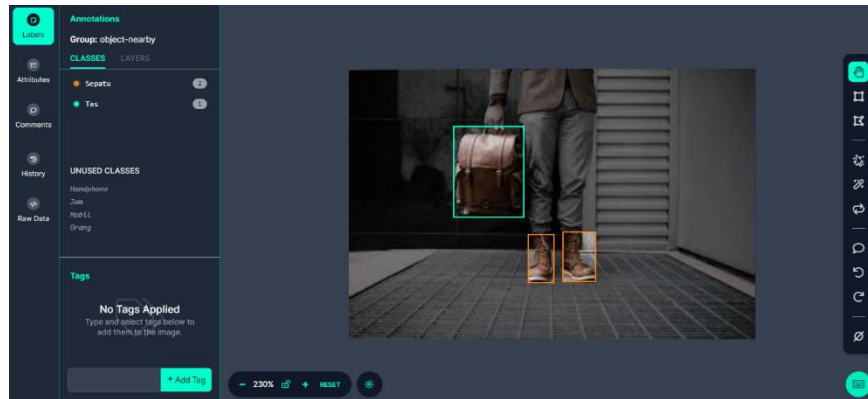 Labels
Attributes
Comments
History
Raw Data
Annotations
Group: object-nearby
CLASSES LAYERS
Sepatu 2
Tas 1
UNUSED CLASSES
Handphone
Jam
Mobil
Orang
Tags
No Tags Applied
Type and select tags below to
add them to the image.
+ Add Tag
− 230% + RESET